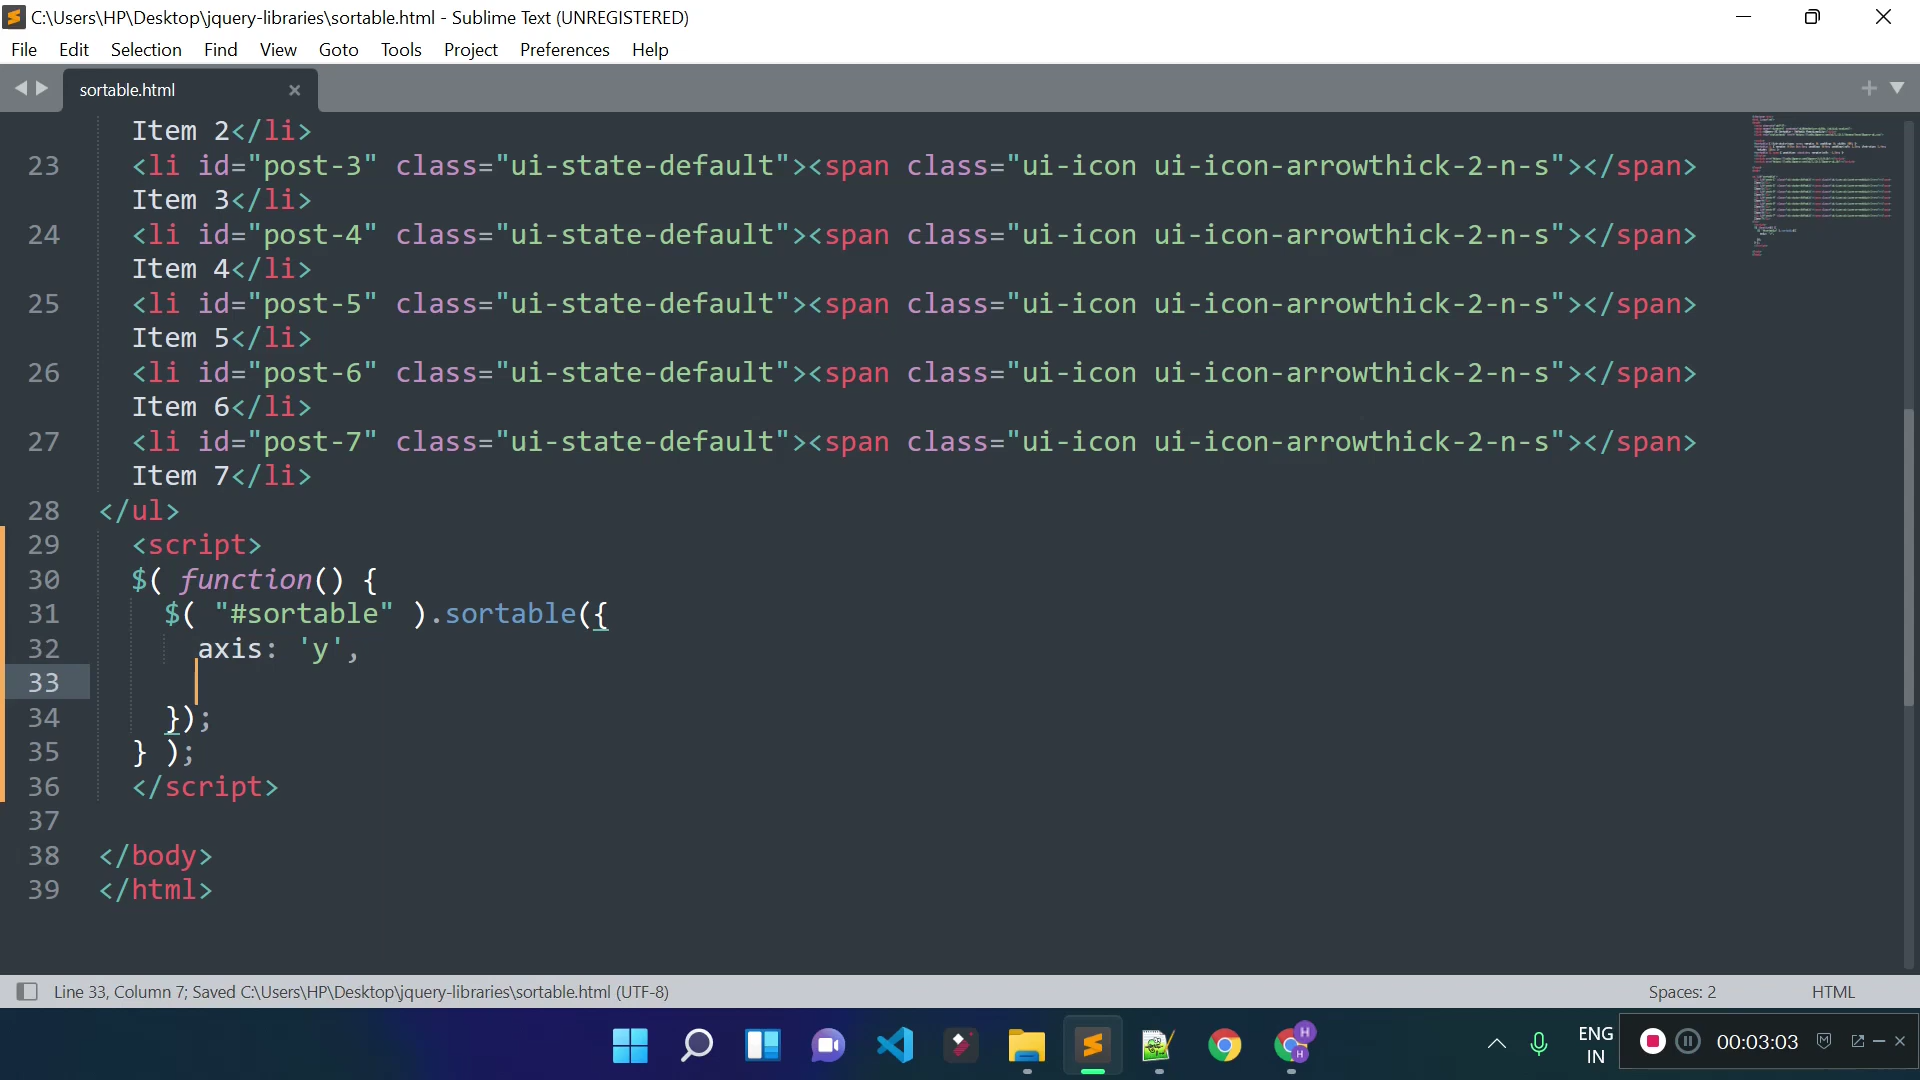 C:\Users\HP\Desktop\jquery-libraries\sortable.html - Sublime Text (UNREGISTERED)
File Edit Selection Find View Goto Tools Project Preferences Help
sortable.html
Item 2</li>
23 <li id="post-3" class="ui-state-default"><span class="ui-icon ui-icon-arrowthick-2-n-s"></span>
Item 3</li>
24 <li id="post-4" class="ui-state-default"><span class="ui-icon ui-icon-arrowthick-2-n-s"></span>
Item 4</li>
25 <li id="post-5" class="ui-state-default"><span class="ui-icon ui-icon-arrowthick-2-n-s"></span>
Item 5</li>
26 <li id="post-6" class="ui-state-default"><span class="ui-icon ui-icon-arrowthick-2-n-s"></span>
Item 6</li>
27 <li id="post-7" class="ui-state-default"><span class="ui-icon ui-icon-arrowthick-2-n-s"></span>
Item 7</li>
28 </ul>
29 <script>
30 $( function() {
31 $( "#sortable" ).sortable({
32 axis: 'y',
33
34 });
35 } );
36 </script>
37
38 </body>
39 </html>
Line 33, Column 7; Saved C:\Users\HP\Desktop\jquery-libraries\sortable.html (UTF-8) Spaces: 2 HTML
ENG
IN
00:03:03